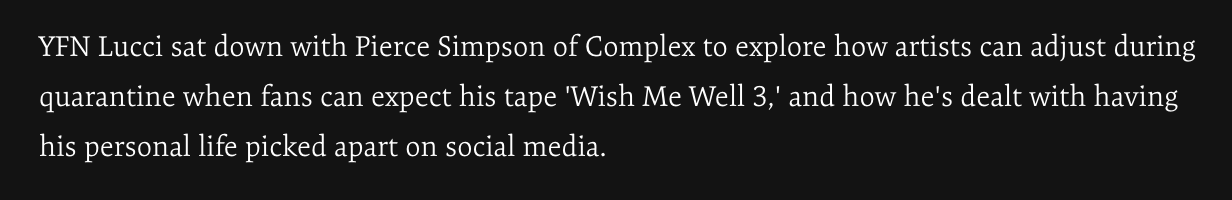 YFN Lucci sat down with Pierce Simpson of Complex to explore how artists can adjust during
quarantine when fans can expect his tape 'Wish Me Well 3,' and how he's dealt with having
his personal life picked apart on social media.